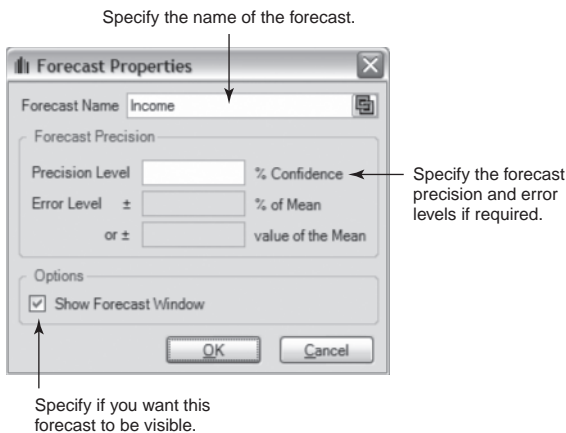 Specify the name of the forecast.
Forecast Properties
Forecast Name Income
Forecast Precision
Precision Level % Confidence
Error Level ± % of Mean
or ± value of the Mean
Specify the forecast
precision and error
levels if required.
Options
Show Forecast Window
OK Cancel
Specify if you want this
forecast to be visible.